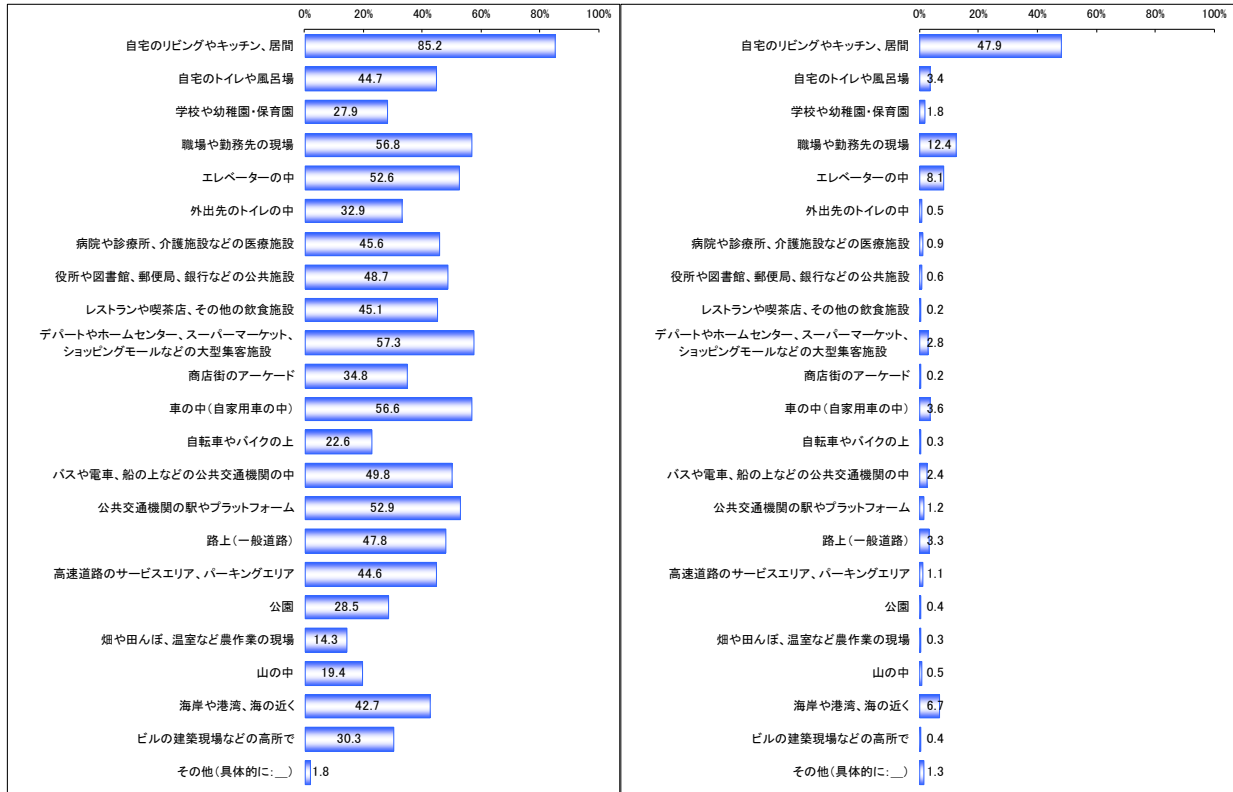 0% 20% 40% 60% 80% 100%
自宅のリビングやキッチン、居間 85.2
自宅のトイレや風呂場 44.7
学校や幼稚園・保育園 27.9
職場や勤務先の現場 56.8
エレベーターの中 52.6
外出先のトイレの中 32.9
病院や診療所、介護施設などの医療施設 45.6
役所や図書館、郵便局、銀行などの公共施設 48.7
レストランや喫茶店、その他の飲食施設 45.1
デパートやホームセンター、スーパーマーケット、
ショッピングモールなどの大型集客施設 57.3
商店街のアーケード 34.8
車の中（自家用車の中） 56.6
自転車やバイクの上 22.6
バスや電車、船の上などの公共交通機関の中 49.8
公共交通機関の駅やプラットフォーム 52.9
路上（一般道路） 47.8
高速道路のサービスエリア、パーキングエリア 44.6
公園 28.5
畑や田んぼ、温室など農作業の現場 14.3
山の中 19.4
海岸や港湾、海の近く 42.7
ビルの建築現場などの高所で 30.3
その他（具体的に：__） 1.8
0% 20% 40% 60% 80% 100%
自宅のリビングやキッチン、居間 47.9
自宅のトイレや風呂場 3.4
学校や幼稚園・保育園 1.8
職場や勤務先の現場 12.4
エレベーターの中 8.1
外出先のトイレの中 0.5
病院や診療所、介護施設などの医療施設 0.9
役所や図書館、郵便局、銀行などの公共施設 0.6
レストランや喫茶店、その他の飲食施設 0.2
デパートやホームセンター、スーパーマーケット、
ショッピングモールなどの大型集客施設 2.8
商店街のアーケード 0.2
車の中（自家用車の中） 3.6
自転車やバイクの上 0.3
バスや電車、船の上などの公共交通機関の中 2.4
公共交通機関の駅やプラットフォーム 1.2
路上（一般道路） 3.3
高速道路のサービスエリア、パーキングエリア 1.1
公園 0.4
畑や田んぼ、温室など農作業の現場 0.3
山の中 0.5
海岸や港湾、海の近く 6.7
ビルの建築現場などの高所で 0.4
その他（具体的に：__） 1.3